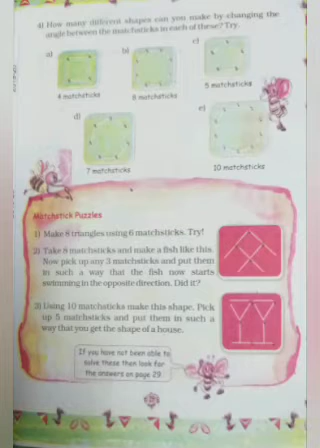 4) How many different shapes can you make by changing the
angle between the matchsticks in each of these? Try.
a)
b)
c)
4 matchsticks
6 matchsticks
5 matchsticks
d)
e)
7 matchsticks
10 matchsticks
Matchstick Puzzles
1) Make 8 triangles using 6 matchsticks. Try!
2) Take 8 matchsticks and make a fish like this.
Now pick up any 3 matchsticks and put them
in such a way that the fish now starts
swimming in the opposite direction. Did it?
3) Using 10 matchsticks make this shape. Pick
up 5 matchsticks and put them in such a
way that you get the shape of a house.
If you have not been able to
solve these then look for
the answers on page 29.